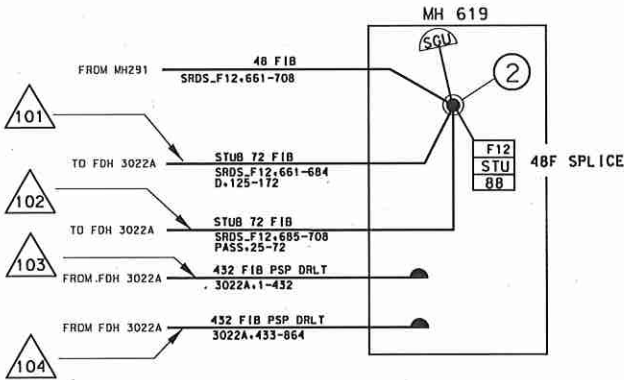 MH 619
SGU
48 FIB
FROM MH291
SRDS_F12,661-708
2
101
F12
STU
88
48F SPLICE
STUB 72 FIB
TO FDH 3022A
SRDS_F12,661-684
D,125-172
102
STUB 72 FIB
TO FDH 3022A
SRDS_F12,685-708
PASS,25-72
103
432 FIB PSP DRLT
FROM FDH 3022A
3022A,1-432
432 FIB PSP DRLT
FROM FDH 3022A
3022A,433-864
104